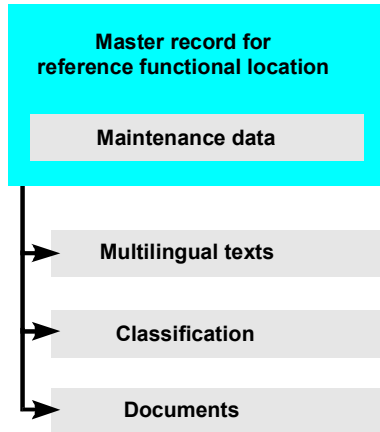 Master record for
reference functional location
Maintenance data
Multilingual texts
Classification
Documents